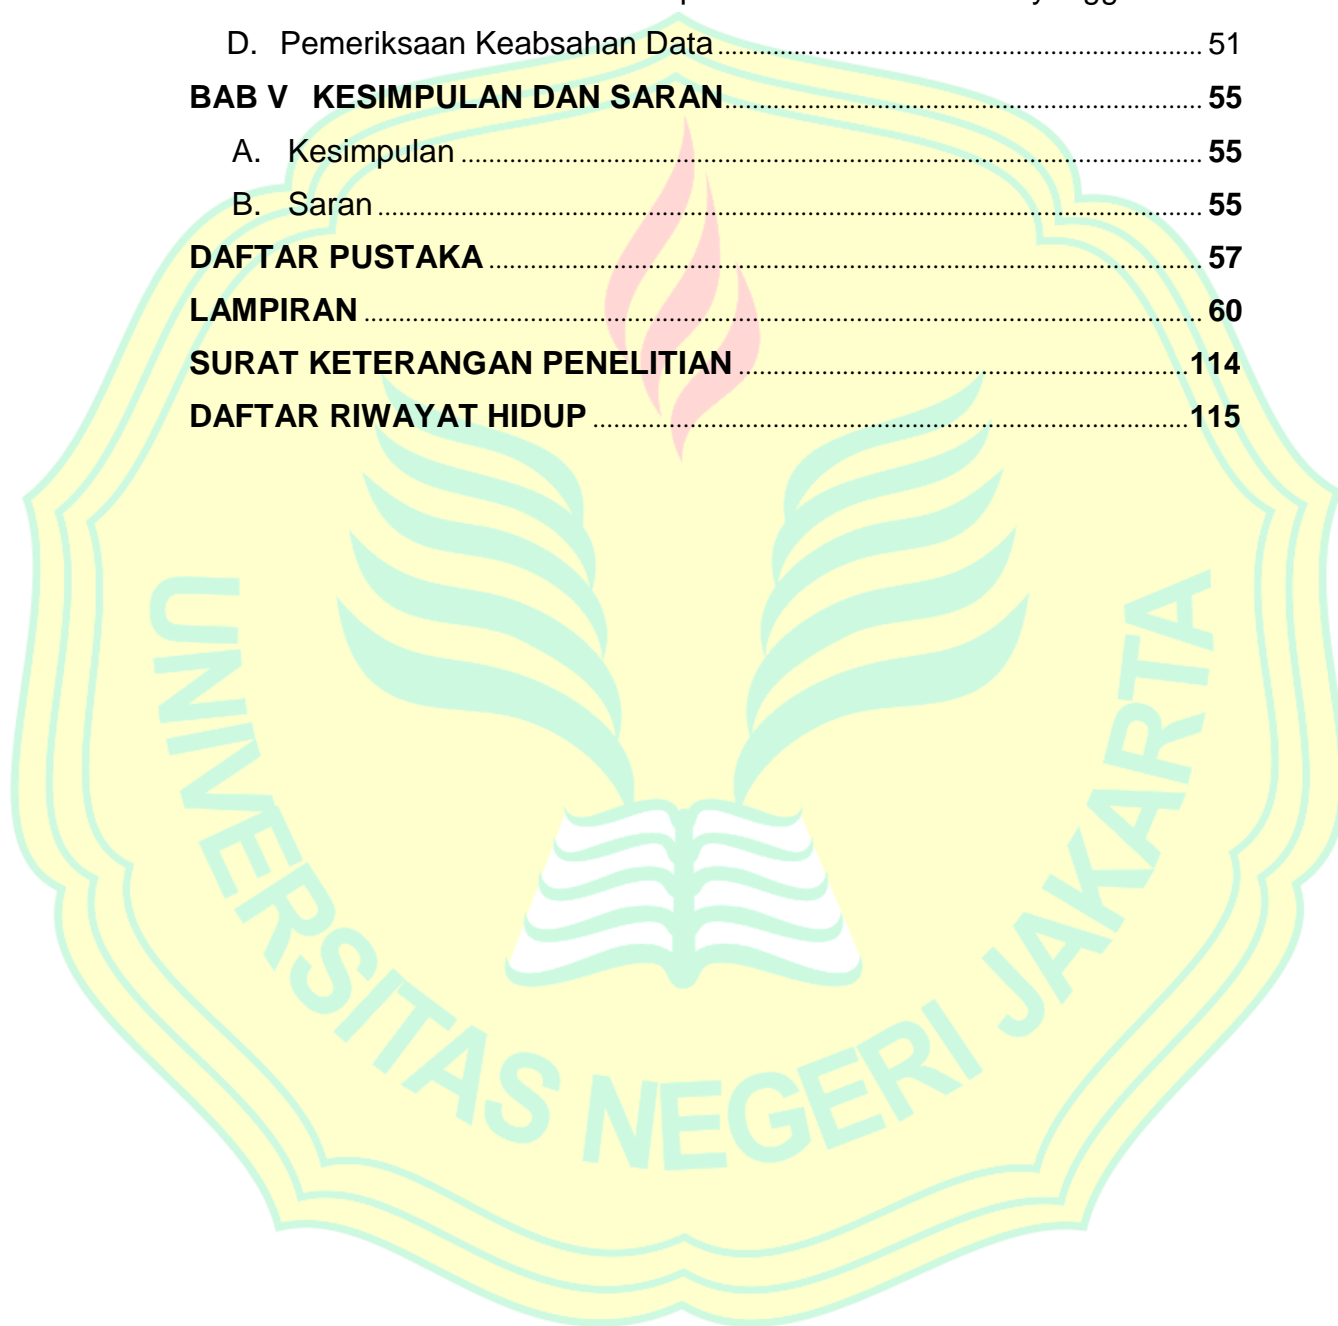 D. Pemeriksaan Keabsahan Data 51
BAB V KESIMPULAN DAN SARAN 55
A. Kesimpulan 55
B. Saran 55
DAFTAR PUSTAKA 57
LAMPIRAN 60
SURAT KETERANGAN PENELITIAN 114
DAFTAR RIWAYAT HIDUP 115
UNIVERSITAS NEGERI JAKARTA